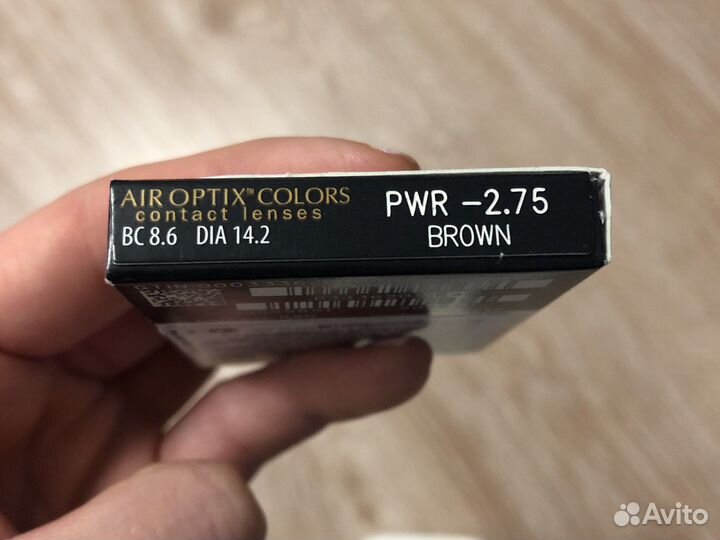 AIR OPTIX™ COLORS
contact lenses
BC 8.6 DIA 14.2
PWR -2.75
BROWN
Avito